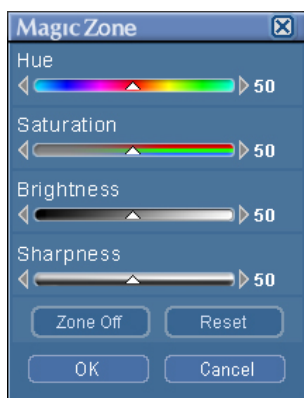 Magic Zone
Hue
50
Saturation
50
Brightness
50
Sharpness
50
Zone Off Reset
OK Cancel